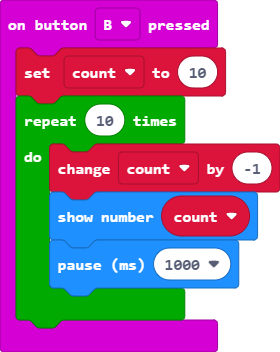 on button B pressed
set count to 10
repeat 10 times
do
change count by -1
show number count
pause (ms) 1000